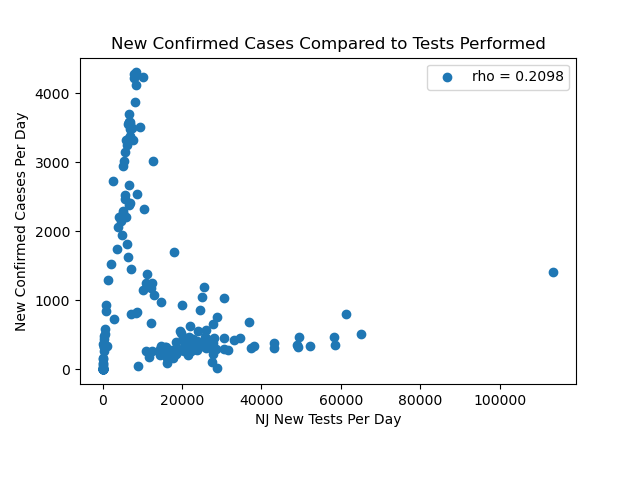 New Confirmed Cases Compared to Tests Performed
rho = 0.2098
New Confirmed Caeses Per Day
4000
3000
2000
1000
0
0 20000 40000 60000 80000 100000
NJ New Tests Per Day